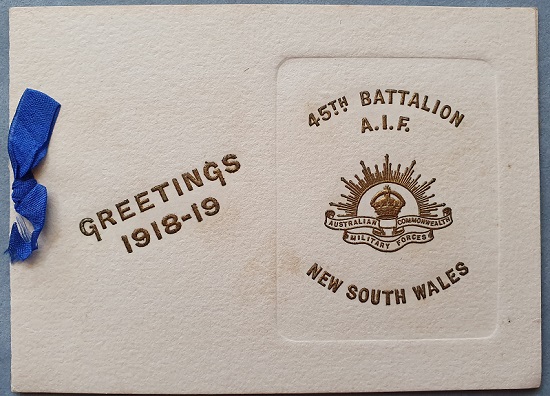 GREETINGS
1918-19
45TH BATTALION
A.I.F.
AUSTRALIAN COMMONWEALTH
MILITARY FORCES
NEW SOUTH WALES